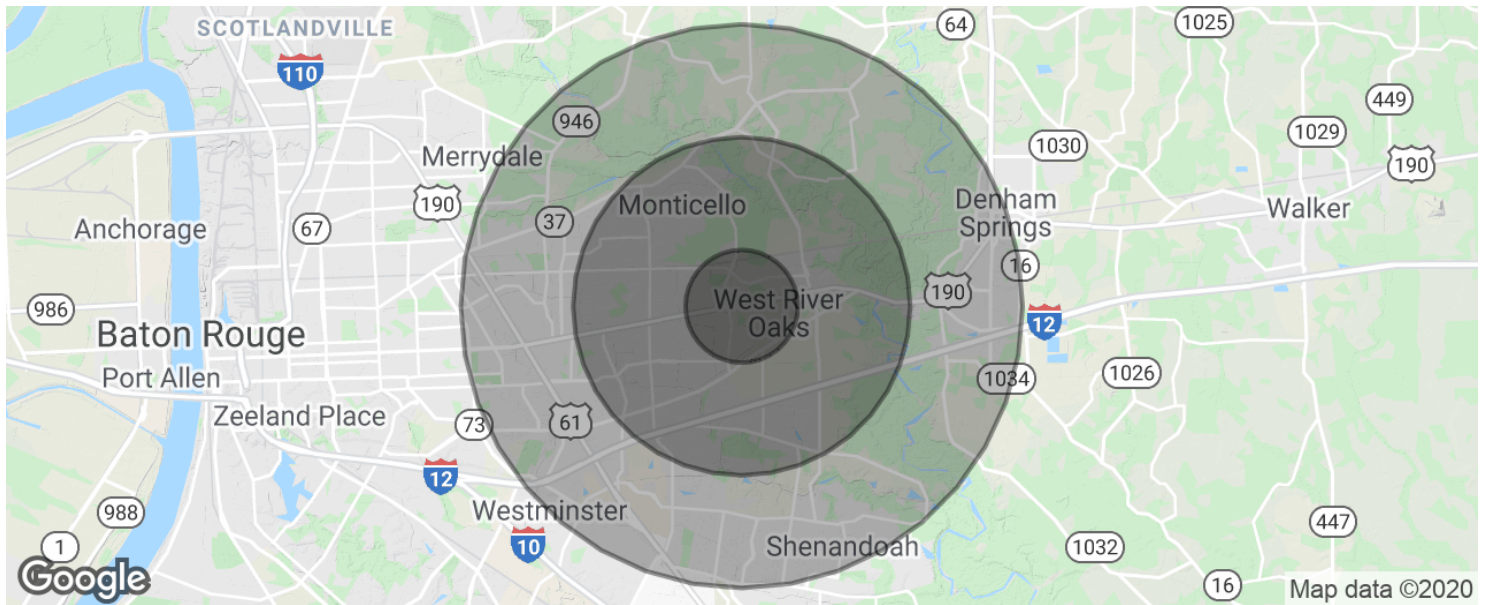 SCOTLANDVILLE
64
1025
110
449
946
1029
1030
Merrydale
190
190
Monticello
Denham
Springs
Walker
37
67
Anchorage
16
190
West River
Oaks
986
12
Baton Rouge
Port Allen
1034
1026
Zeeland Place
61
73
12
Westminster
988
447
10
Shenandoah
1032
1
Google
16
Map data ©2020